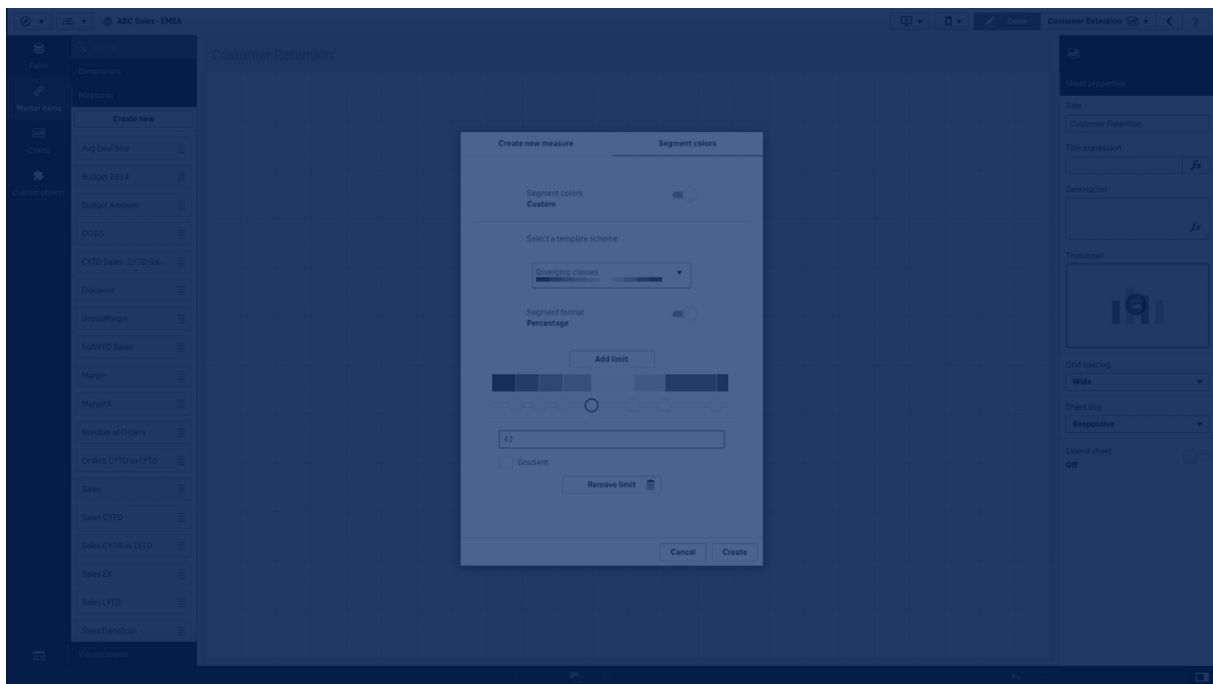 ABC Sales - EMEA
Done
Customer Retention
Fields
Master items
Charts
Custom objects
Search
Dimensions
Measures
Create new
Avg Deal Size
Budget 2014
Budget Amount
COGS
CYTD Sales - LYTD Sal...
Discount
GrossMargin
Margin
Number of Orders
Orders CYTD vs LYTD
Sales
Sales CYTD
Sales CYTD vs LYTD
Sales LYTD
SalesTrendIcon
Visualizations
Customer Retention
Create new measure
Segment colors
Segment colors
Custom
Select a template scheme
Diverging classes
Segment format
Percentage
Add limit
42
Gradient
Remove limit
Cancel
Create
Sheet properties
Title
Customer Retention
Title expression
fx
Description
fx
Thumbnail
Grid spacing
Wide
Sheet size
Responsive
Extend sheet
Off